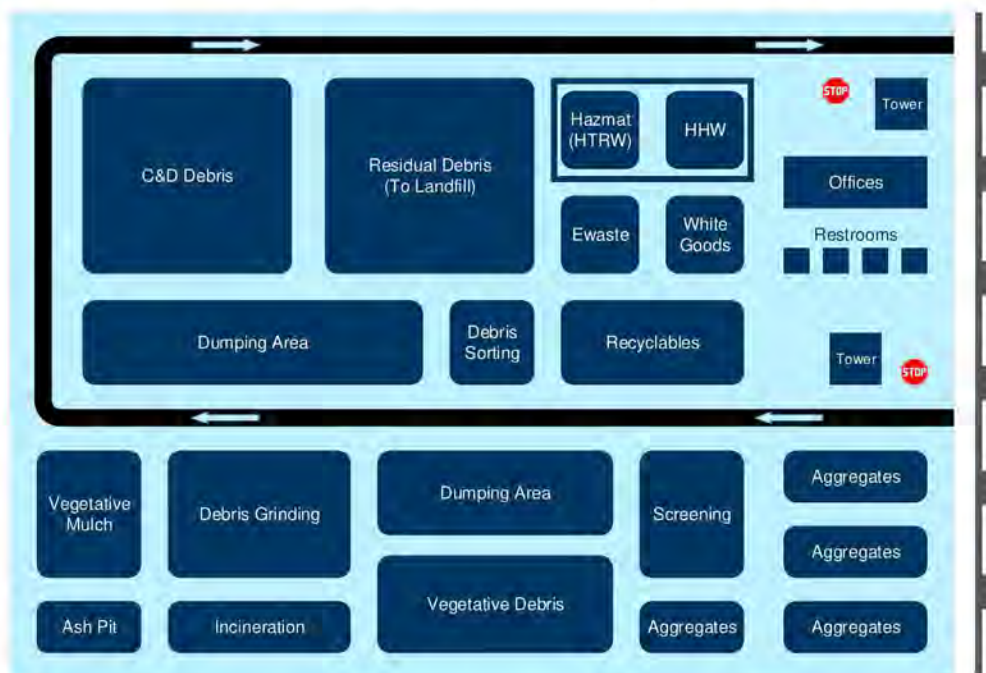 STOP
Tower
C&D Debris
Residual Debris
(To Landfill)
Hazmat
(HTRW)
HHW
Offices
Ewaste
White
Goods
Restrooms
Dumping Area
Debris
Sorting
Recyclables
Tower
STOP
Vegetative
Mulch
Debris Grinding
Dumping Area
Screening
Aggregates
Aggregates
Vegetative Debris
Ash Pit
Incineration
Aggregates
Aggregates